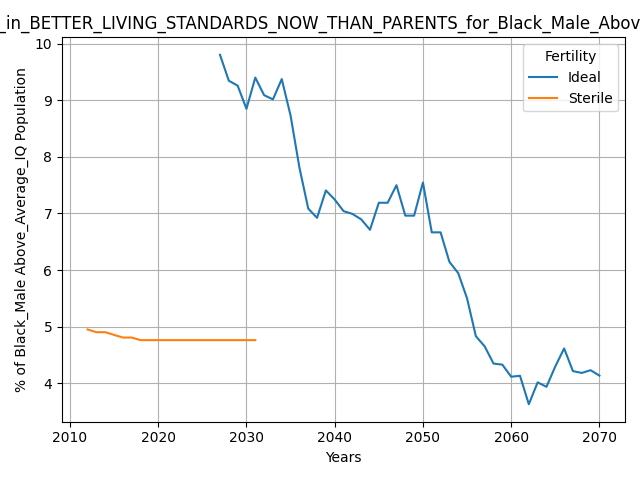 _in_BETTER_LIVING_STANDARDS_NOW_THAN_PARENTS_for_Black_Male_Abov
% of Black_Male Above_Average_IQ Population
10
9
8
7
6
5
4
Fertility
Ideal
Sterile
2010 2020 2030 2040 2050 2060 2070
Years